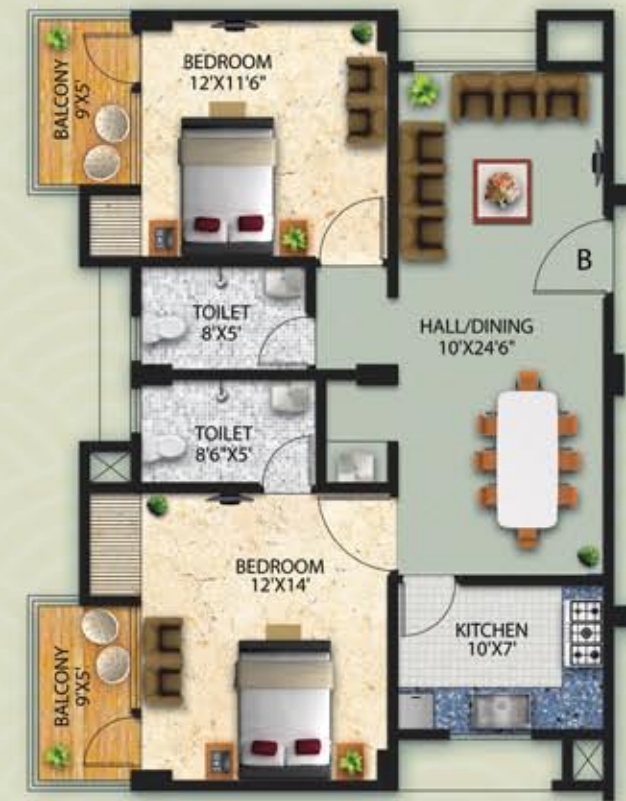 BEDROOM
12'X11'6"
BALCONY
9'X5'
B
TOILET
8'X5'
HALL/DINING
10'X24'6"
TOILET
8'6"X5'
BEDROOM
12'X14'
KITCHEN
10'X7'
BALCONY
9'X5'